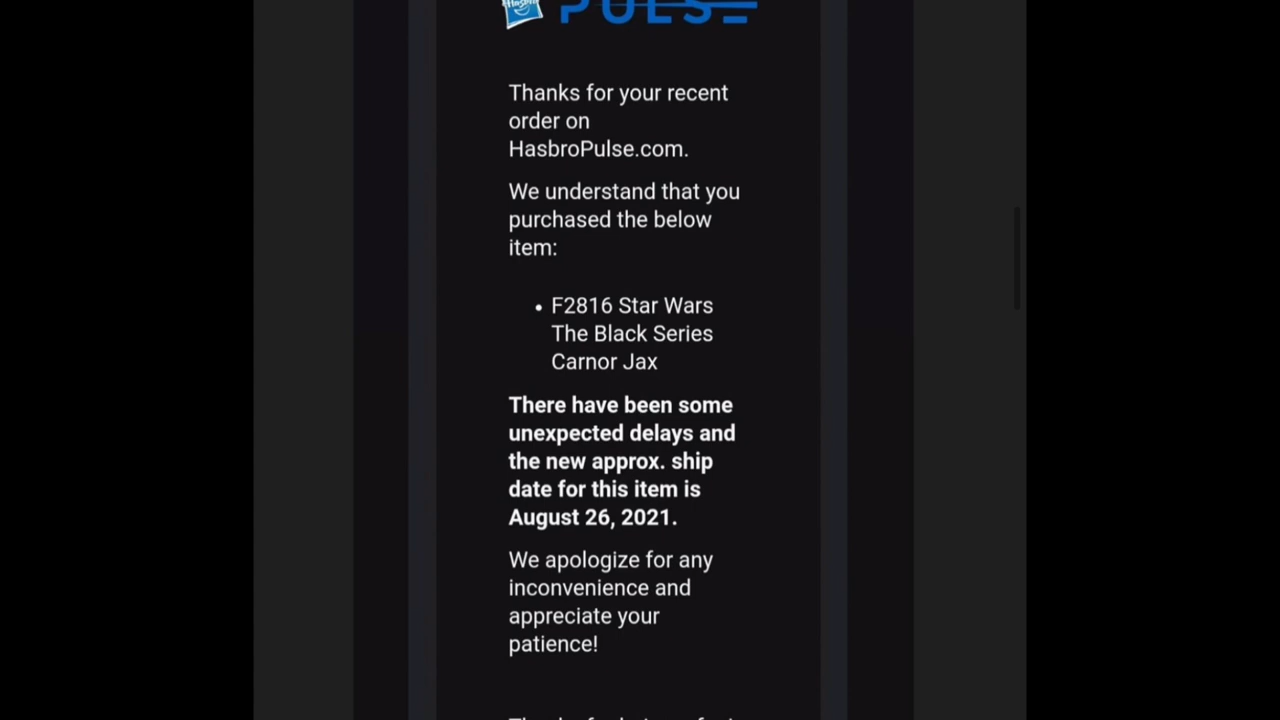 Hasbro PULSE
Thanks for your recent
order on
HasbroPulse.com.
We understand that you
purchased the below
item:
• F2816 Star Wars
The Black Series
Carnor Jax
There have been some
unexpected delays and
the new approx. ship
date for this item is
August 26, 2021.
We apologize for any
inconvenience and
appreciate your
patience!